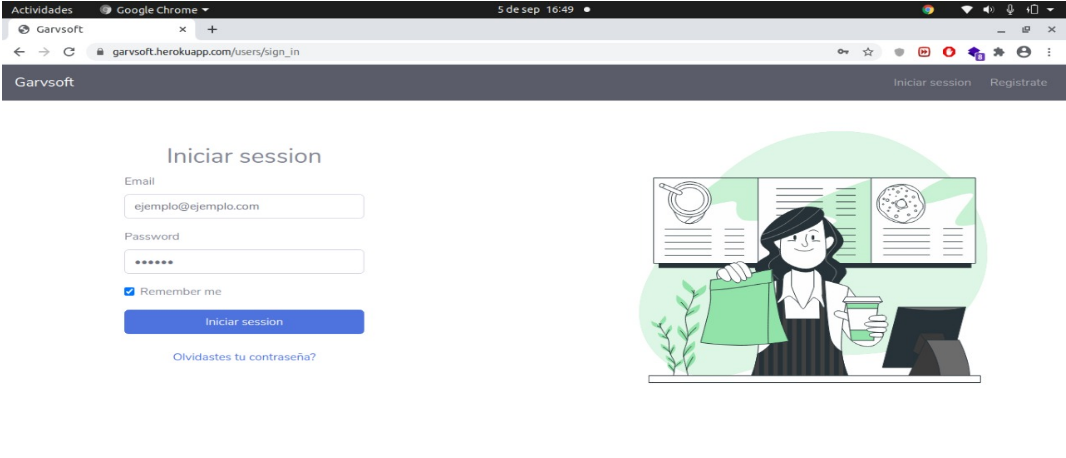 Actividades Google Chrome 5 de sep 16:49
Garvsoft
garvsoft.herokuapp.com/users/sign_in
Garvsoft Iniciar session Registrate
Iniciar session
Email
ejemplo@ejemplo.com
Password
••••••
Remember me
Iniciar session
Olvidastes tu contraseña?